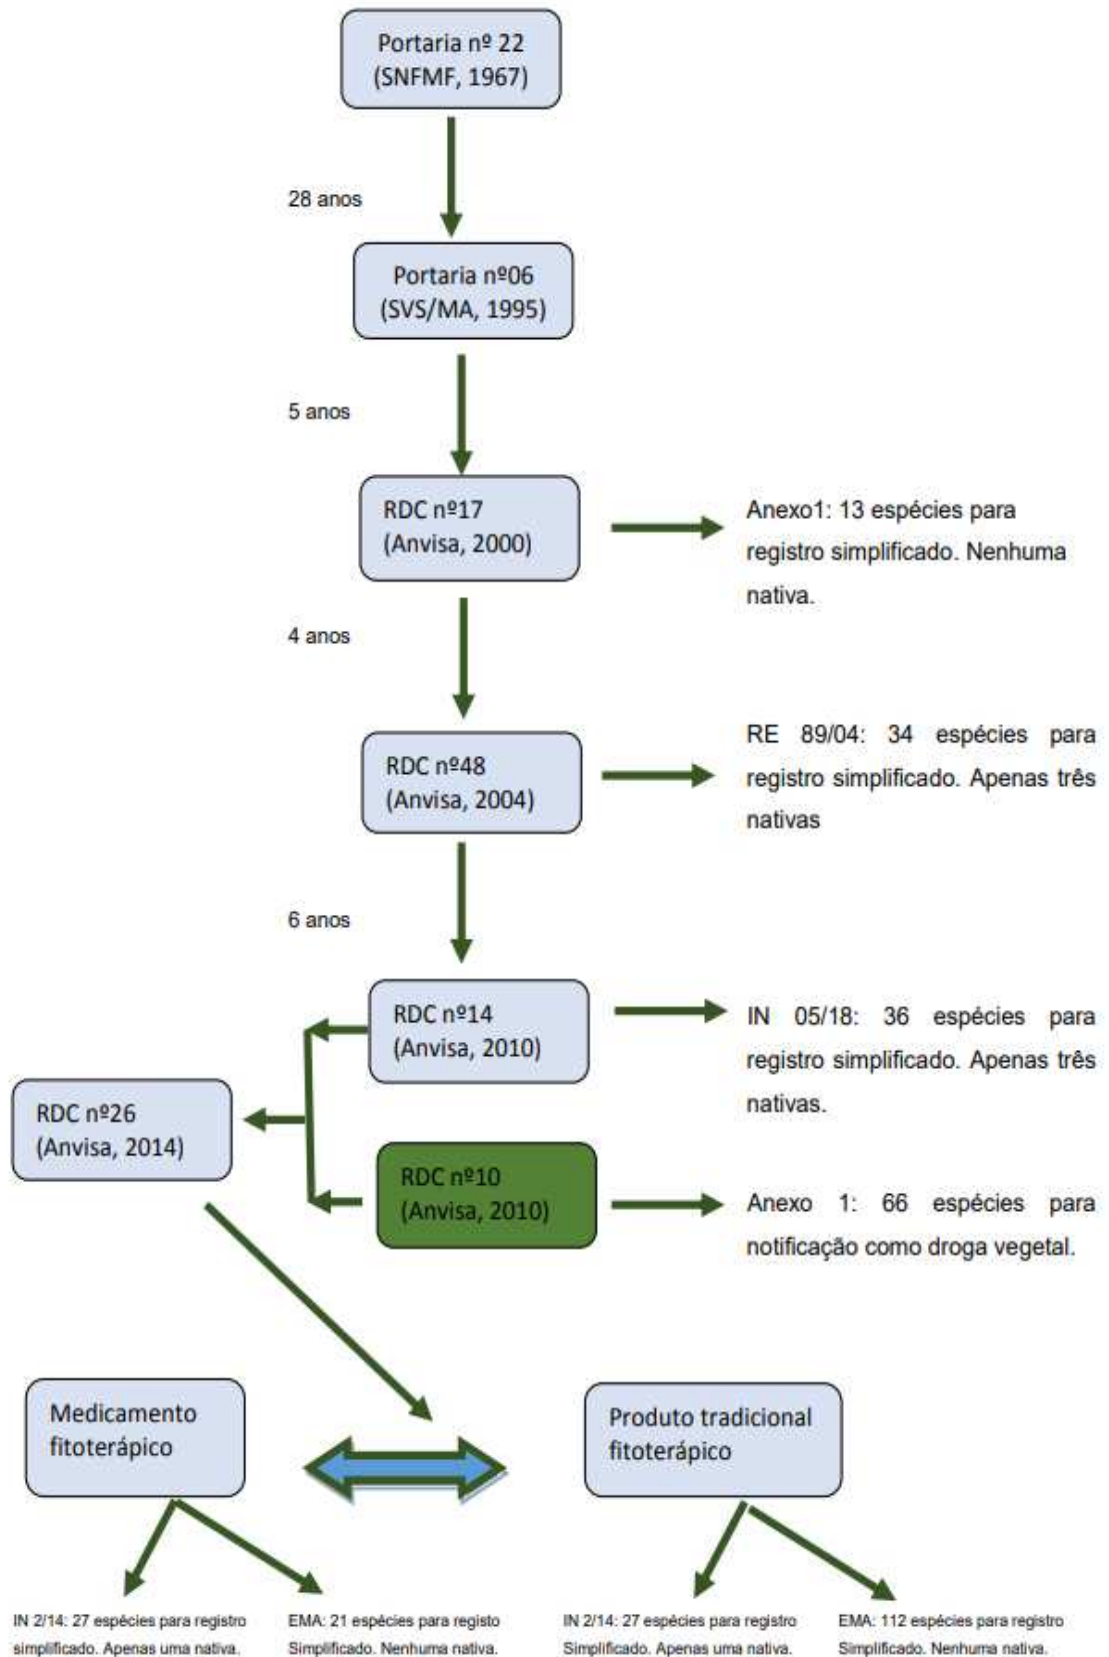 Portaria nº 22
(SNFMF, 1967)
28 anos
Portaria nº06
(SVS/MA, 1995)
5 anos
RDC nº17
(Anvisa, 2000)
Anexo1: 13 espécies para
registro simplificado. Nenhuma
nativa.
4 anos
RDC nº48
(Anvisa, 2004)
RE 89/04: 34 espécies para
registro simplificado. Apenas três
nativas
6 anos
RDC nº14
(Anvisa, 2010)
IN 05/18: 36 espécies para
registro simplificado. Apenas três
nativas.
RDC nº26
(Anvisa, 2014)
RDC nº10
(Anvisa, 2010)
Anexo 1: 66 espécies para
notificação como droga vegetal.
Medicamento
fitoterápico
Produto tradicional
fitoterápico
IN 2/14: 27 espécies para registro
simplificado. Apenas uma nativa.
EMA: 21 espécies para registo
Simplificado. Nenhuma nativa.
IN 2/14: 27 espécies para registro
Simplificado. Apenas uma nativa.
EMA: 112 espécies para registro
Simplificado. Nenhuma nativa.